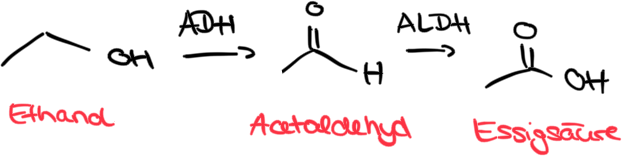 ADH
ALDH
O
O
OH
H
OH
Ethanol
Acetaldehyd
Essigsäure